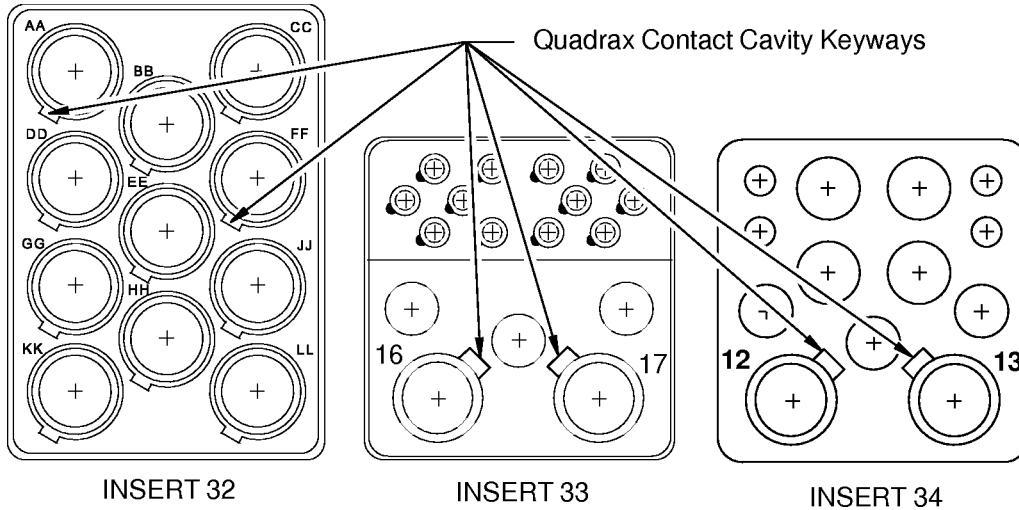 Quadrax Contact Cavity Keyways
AA
CC
BB
DD
FF
EE
GG
JJ
HH
KK
LL
16
17
12
13
INSERT 32
INSERT 33
INSERT 34